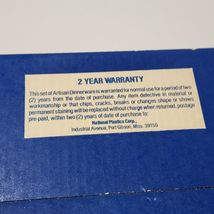 2 YEAR WARRANTY
This set of Artisan Dinnerware is warranted for normal use for a period of two
(2) years from the date of purchase. Any item defective in material or
workmanship or that chips, cracks, breaks or changes shape or shows
permanent staining will be replaced without charge when returned, postage
pre-paid, within two (2) years of date of purchase to:
National Plastics Corp.,
Industrial Avenue, Port Gibson, Miss. 39150